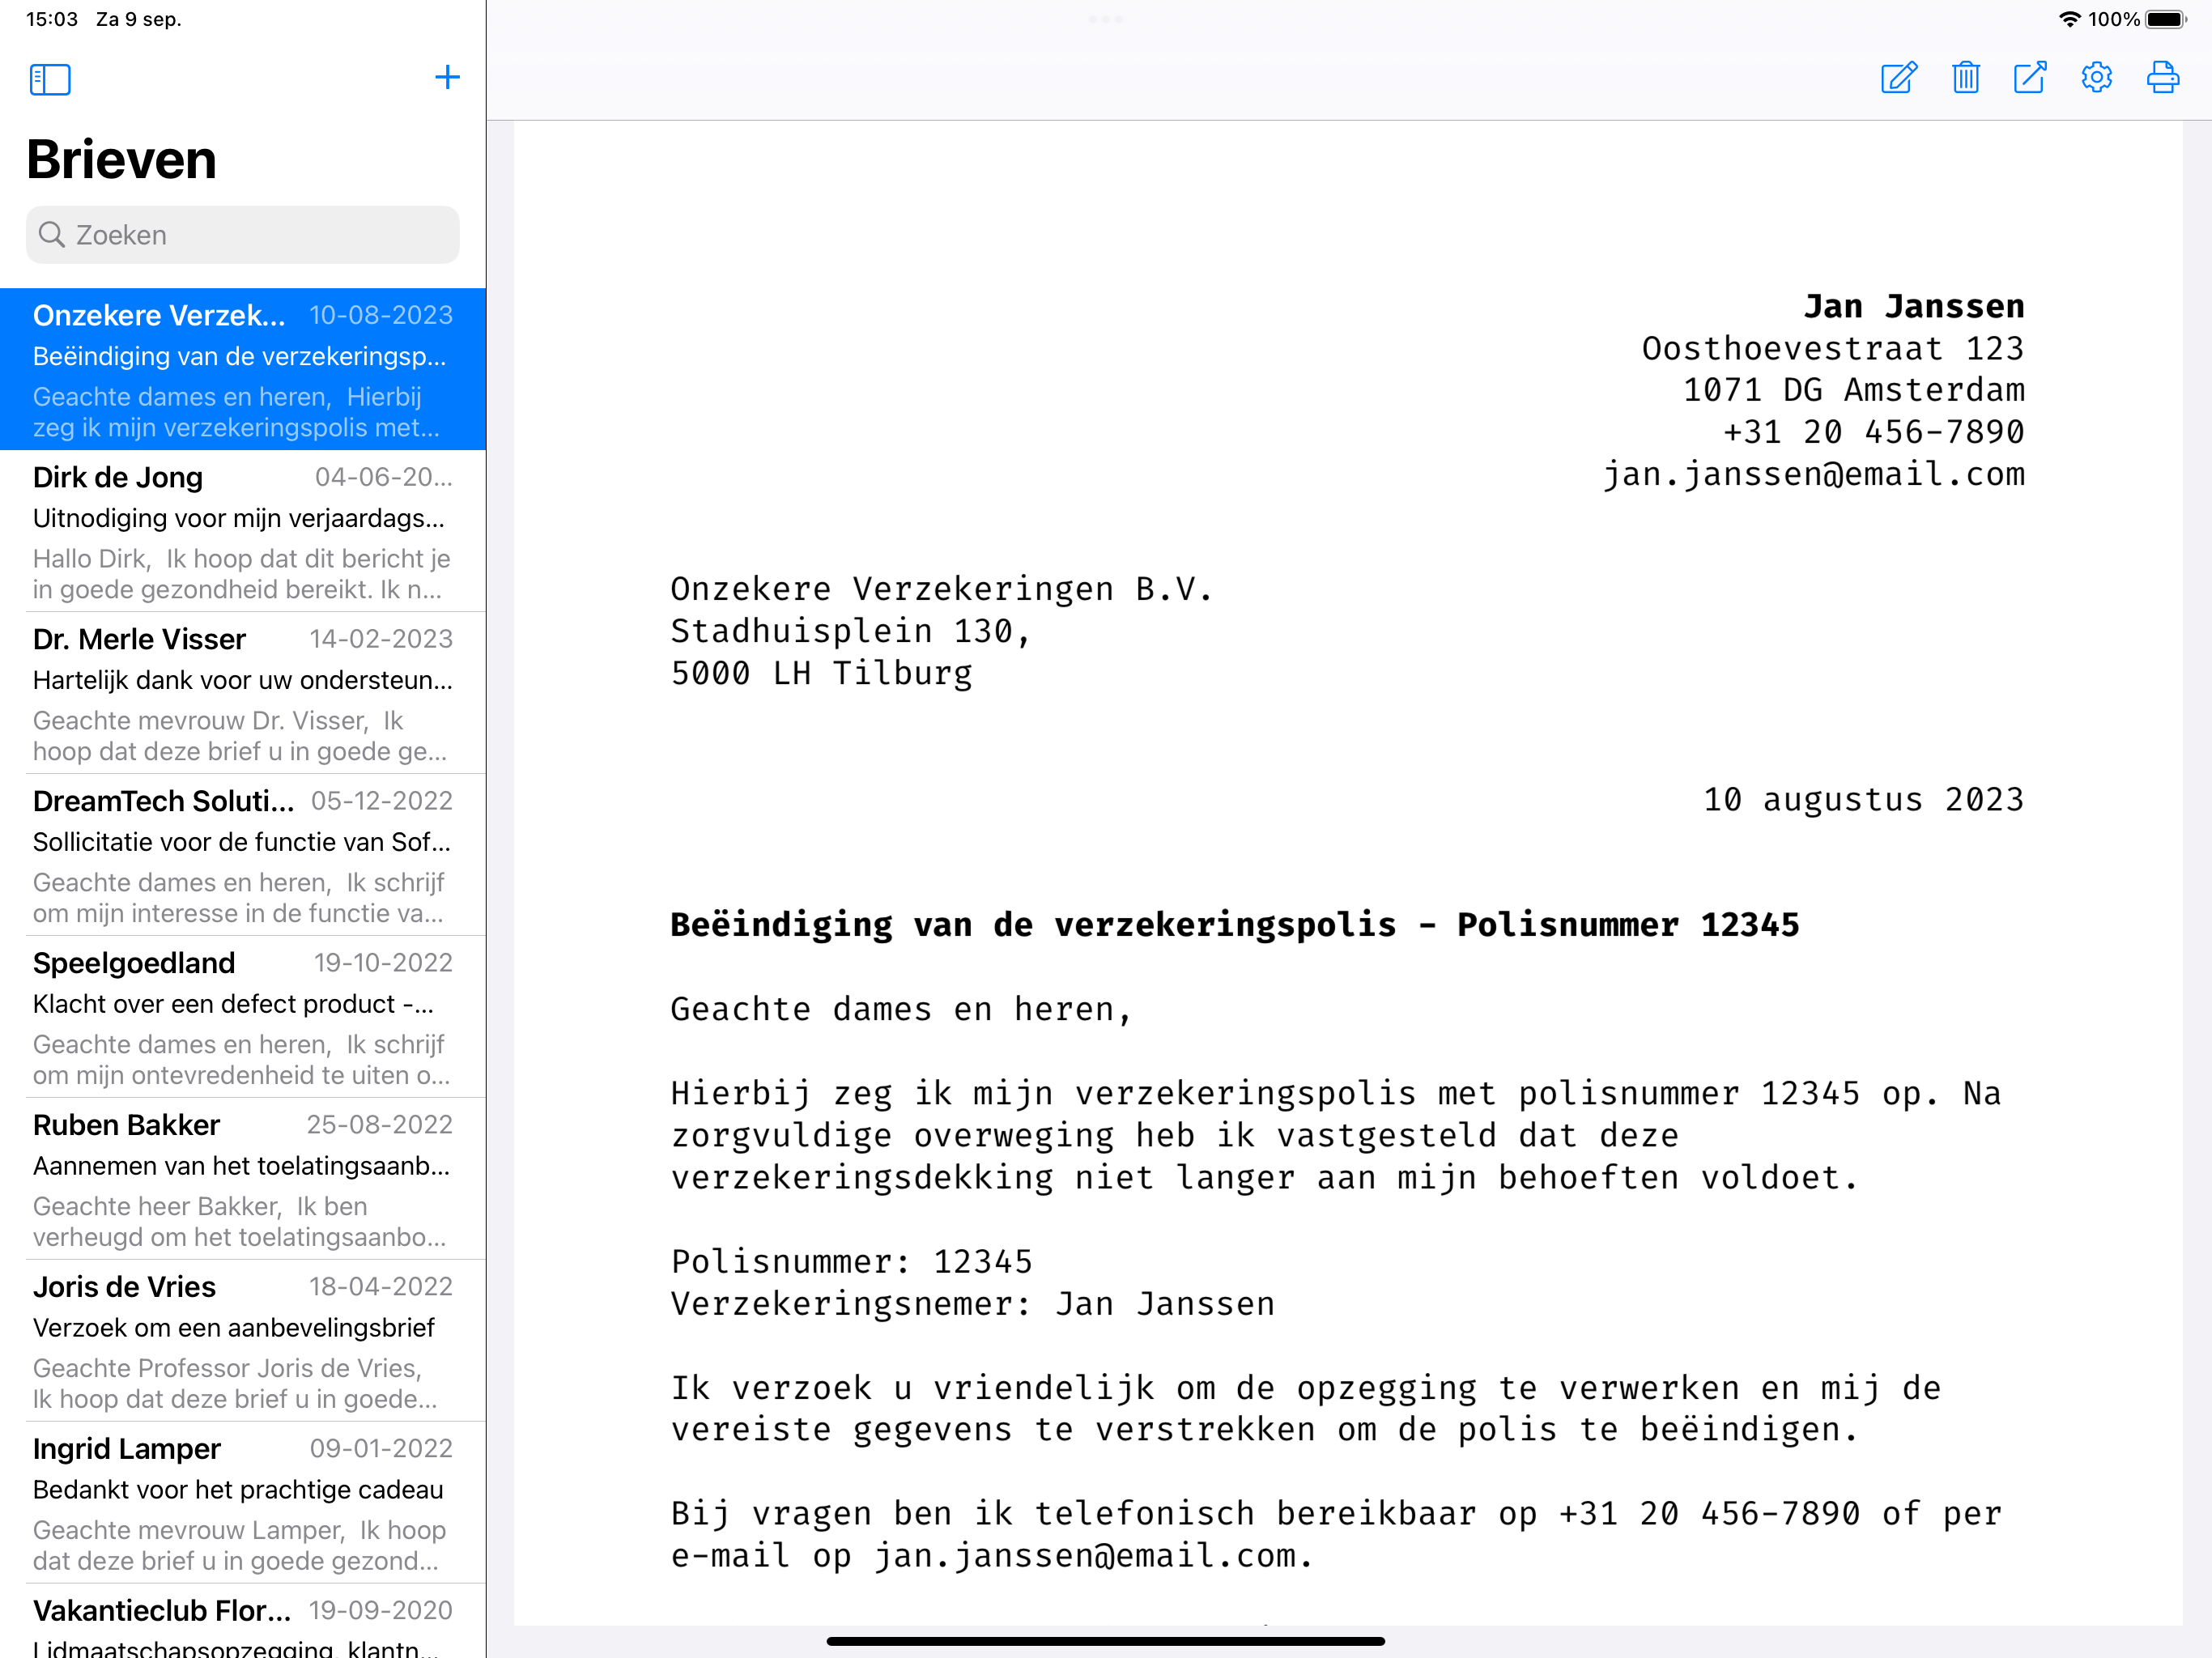 15:03 Za 9 sep.
100%
Brieven
Zoeken
Onzekere Verzek... 10-08-2023
Beëindiging van de verzekeringsp...
Geachte dames en heren, Hierbij
zeg ik mijn verzekeringspolis met...
Dirk de Jong 04-06-20...
Uitnodiging voor mijn verjaardags...
Hallo Dirk, Ik hoop dat dit bericht je
in goede gezondheid bereikt. Ik n...
Dr. Merle Visser 14-02-2023
Hartelijk dank voor uw ondersteun...
Geachte mevrouw Dr. Visser, Ik
hoop dat deze brief u in goede ge...
DreamTech Soluti... 05-12-2022
Sollicitatie voor de functie van Sof...
Geachte dames en heren, Ik schrijf
om mijn interesse in de functie va...
Speelgoedland 19-10-2022
Klacht over een defect product -...
Geachte dames en heren, Ik schrijf
om mijn ontevredenheid te uiten o...
Ruben Bakker 25-08-2022
Aannemen van het toelatingsaanb...
Geachte heer Bakker, Ik ben
verheugd om het toelatingsaanbo...
Joris de Vries 18-04-2022
Verzoek om een aanbevelingsbrief
Geachte Professor Joris de Vries,
Ik hoop dat deze brief u in goede...
Ingrid Lamper 09-01-2022
Bedankt voor het prachtige cadeau
Geachte mevrouw Lamper, Ik hoop
dat deze brief u in goede gezond...
Vakantieclub Flor... 19-09-2020
Lidmaatschapsopzegging, klantn...
Jan Janssen
Oosthoevestraat 123
1071 DG Amsterdam
+31 20 456-7890
jan.janssen@email.com
Onzekere Verzekeringen B.V.
Stadhuisplein 130,
5000 LH Tilburg
10 augustus 2023
Beëindiging van de verzekeringspolis - Polisnummer 12345
Geachte dames en heren,
Hierbij zeg ik mijn verzekeringspolis met polisnummer 12345 op. Na
zorgvuldige overweging heb ik vastgesteld dat deze
verzekeringsdekking niet langer aan mijn behoeften voldoet.
Polisnummer: 12345
Verzekeringsnemer: Jan Janssen
Ik verzoek u vriendelijk om de opzegging te verwerken en mij de
vereiste gegevens te verstrekken om de polis te beëindigen.
Bij vragen ben ik telefonisch bereikbaar op +31 20 456-7890 of per
e-mail op jan.janssen@email.com.